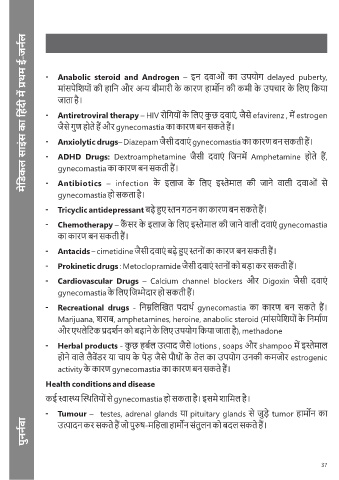 मेडिकल साइंस का हिंदी में प्रथम ई-जर्नल
- Anabolic steroid and Androgen – इन दवाओं का उपयोग delayed puberty,
मांसपेशियों की हानि और अन्य बीमारी के कारण हार्मोन की कमी के उपचार के लिए किया
जाता है।
- Antiretroviral therapy – HIV रोगियों के लिए कुछ दवाएं, जैसे efavirenz , में estrogen
जैसे गुण होते हैं और gynecomastia का कारण बन सकते हैं।
- Anxiolytic drugs– Diazepam जैसी दवाएं gynecomastia का कारण बन सकती हैं।
- ADHD Drugs: Dextroamphetamine जैसी दवाएं जिनमें Amphetamine होते हैं,
gynecomastia का कारण बन सकती हैं।
- Antibiotics – infection के इलाज के लिए इस्तेमाल की जाने वाली दवाओं से
gynecomastia हो सकता है।
- Tricyclic antidepressant बढ़े हुए स्तन गठन का कारण बन सकते हैं।
- Chemotherapy – कैंसर के इलाज के लिए इस्तेमाल की जाने वाली दवाएं gynecomastia
का कारण बन सकती हैं।
- Antacids – cimetidine जैसी दवाएं बढ़े हुए स्तनों का कारण बन सकती हैं।
- Prokinetic drugs : Metoclopramide जैसी दवाएं स्तनों को बड़ा कर सकती हैं।
- Cardiovascular Drugs – Calcium channel blockers और Digoxin जैसी दवाएं
gynecomastia के लिए जिम्मेदार हो सकती हैं।
- Recreational drugs - निम्नलिखित पदार्थ gynecomastia का कारण बन सकते हैं।
Marijuana, शराब, amphetamines, heroine, anabolic steroid (मांसपेशियों के निर्माण
और एथलेटिक प्रदर्शन को बढ़ाने के लिए उपयोग किया जाता है), methadone
- Herbal products - कुछ हर्बल उत्पाद जैसे lotions , soaps और shampoo में इस्तेमाल
होने वाले लैवेंडर या चाय के पेड़ जैसे पौधों के तेल का उपयोग उनकी कमजोर estrogenic
activity के कारण gynecomastia का कारण बन सकते हैं।
Health conditions and disease
कई स्वास्थ्य स्थितियों से gynecomastia हो सकता है। इसमे शामिल है।
- Tumour – testes, adrenal glands या pituitary glands से जुड़े tumor हार्मोन का
उत्पादन कर सकते हैं जो पुरुष-महिला हार्मोन संतुलन को बदल सकते हैं।
पुनर्नवा
31